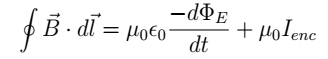 ∮ B⃗ · dl⃗ = μ₀ϵ₀ −dΦ_E/dt + μ₀I_enc